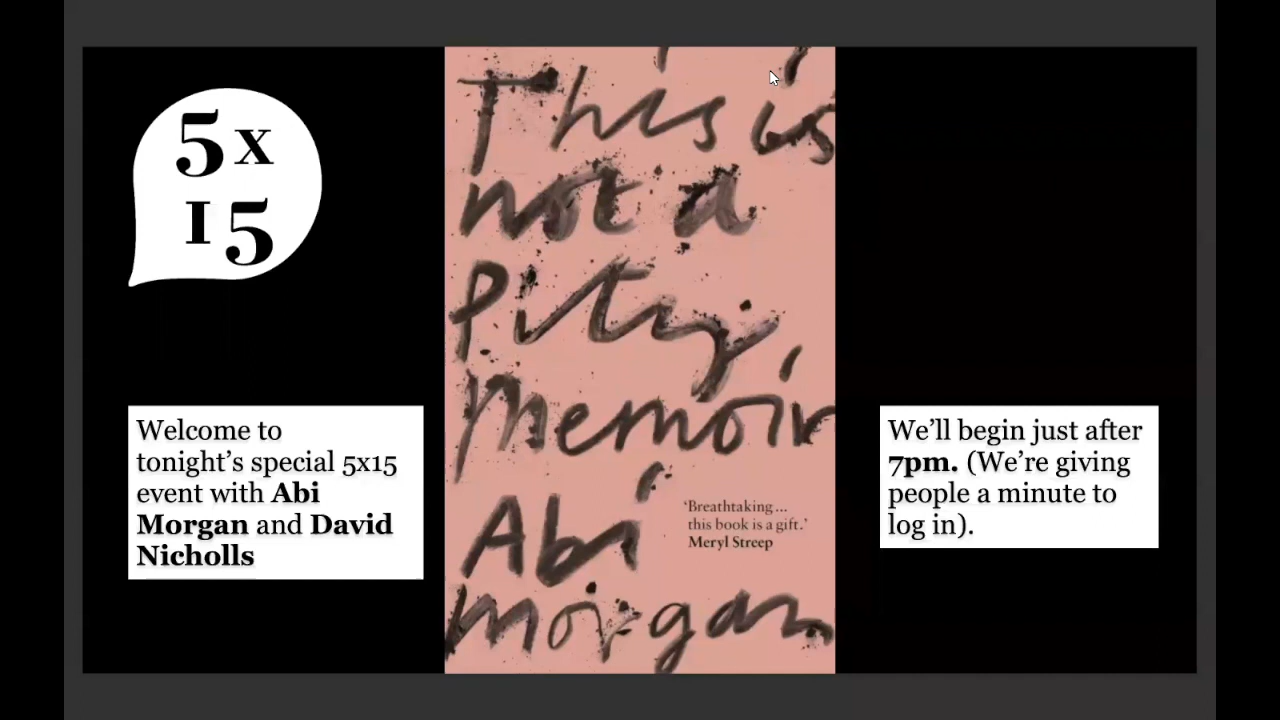 5x
15
Welcome to
tonight’s special 5x15
event with Abi
Morgan and David
Nicholls
This is
not a
Pity
Memoir
‘Breathtaking ...
this book is a gift.’
Meryl Streep
Abi
Morgan
We’ll begin just after
7pm. (We’re giving
people a minute to
log in).